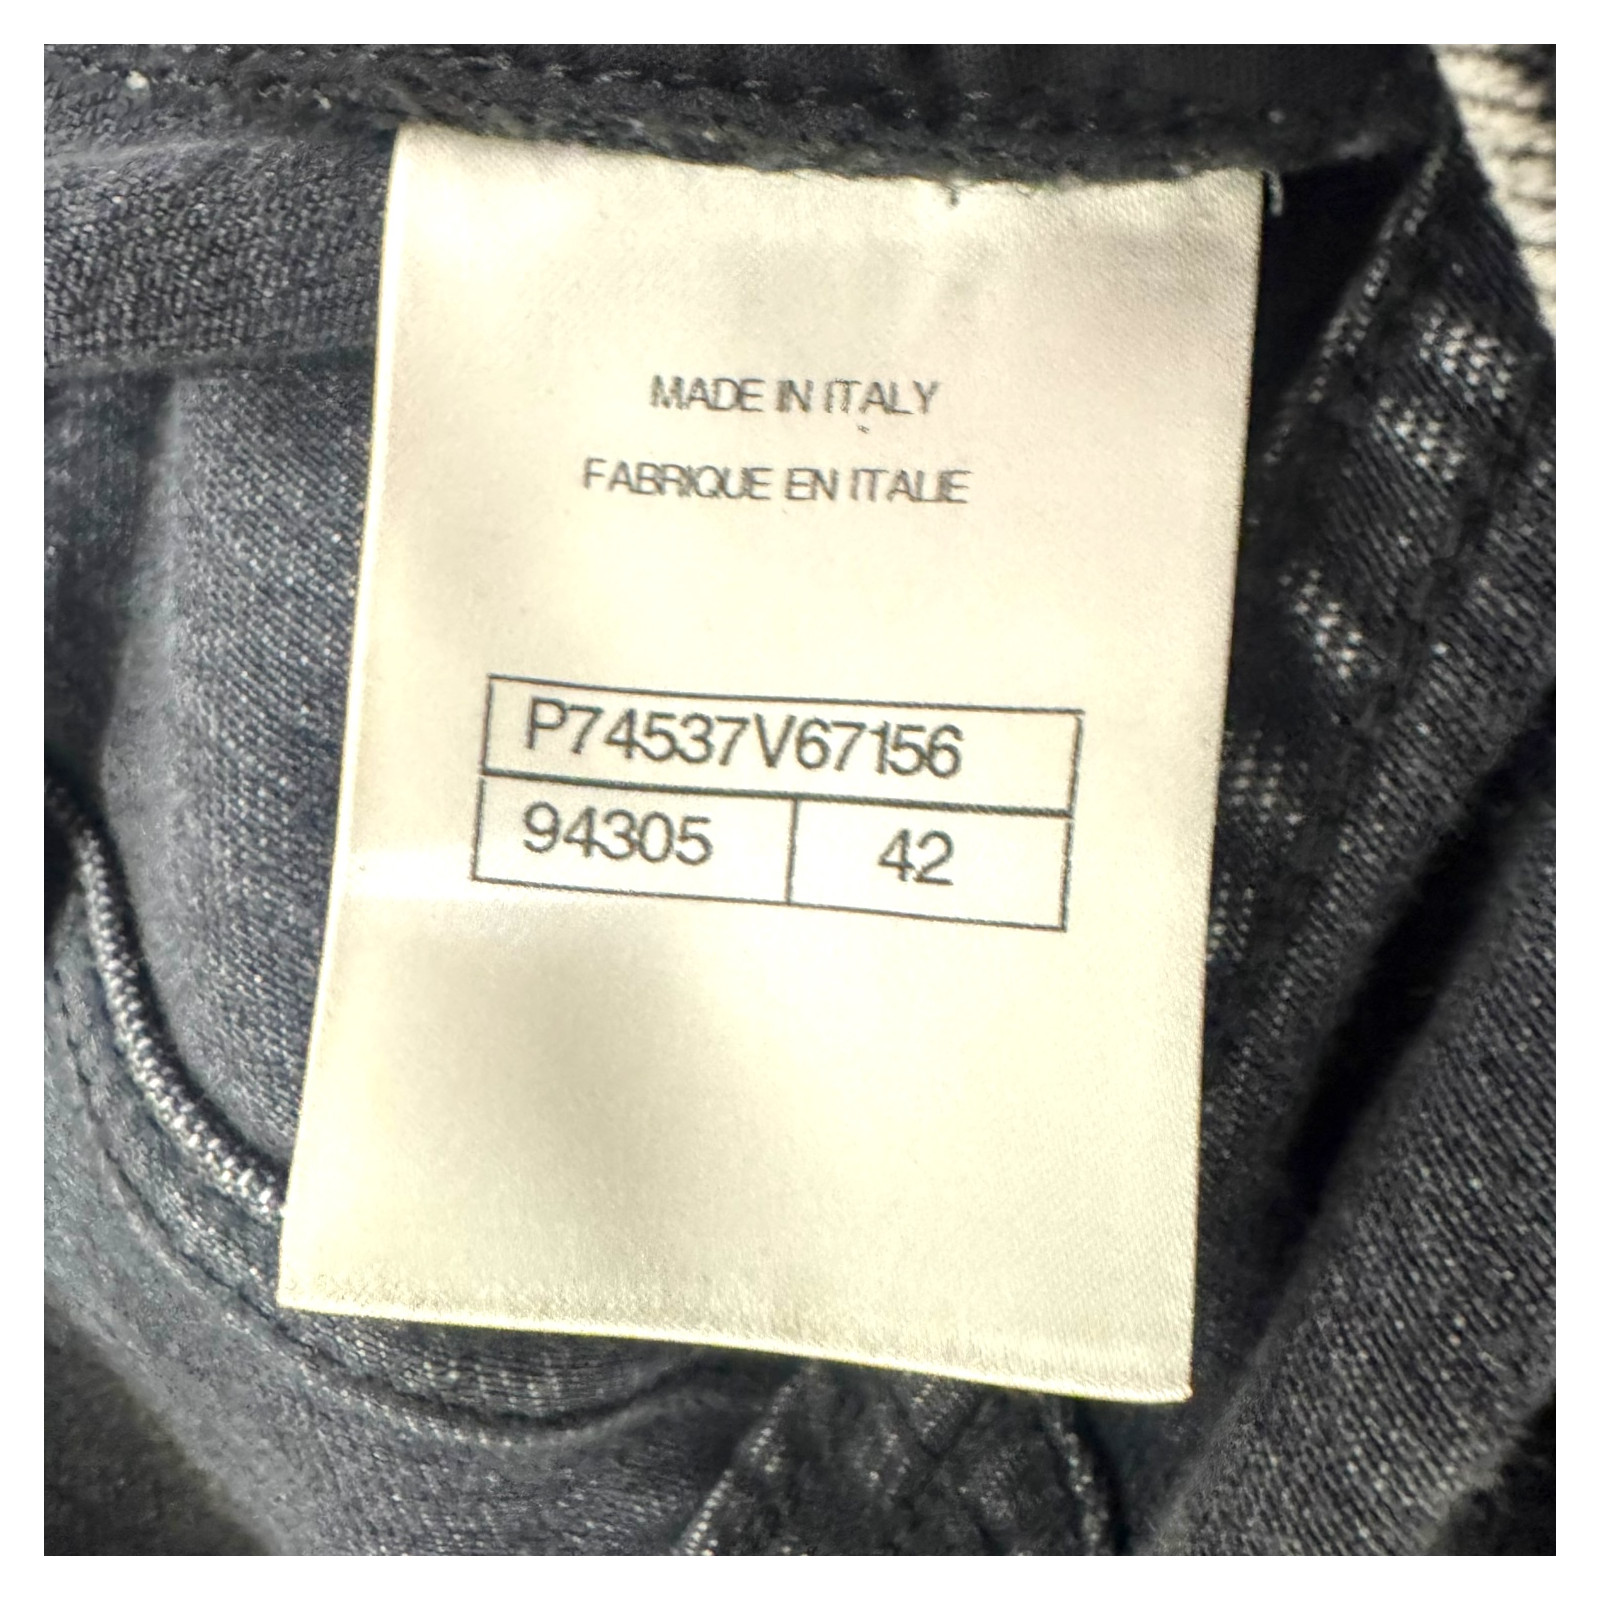 MADE IN ITALY
FABRIQUE EN ITALIE
P74537V67156
94305 42